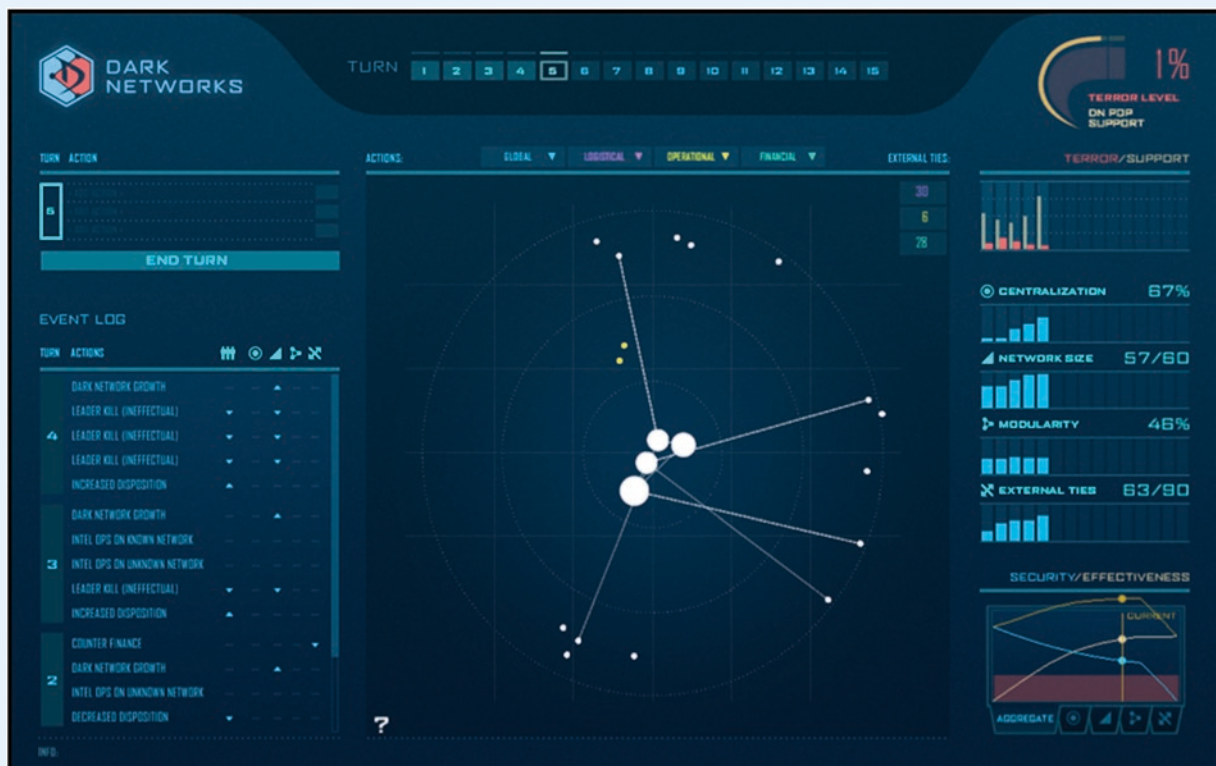 DARK
NETWORKS
TURN 1 2 3 4 5 6 7 8 9 10 11 12 13 14 15
1%
TERROR LEVEL
ON POP
SUPPORT
TURN ACTION
5
END TURN
EVENT LOG
TURN ACTIONS
4
DARK NETWORK GROWTH
LEADER KILL (INEFFECTUAL)
LEADER KILL (INEFFECTUAL)
LEADER KILL (INEFFECTUAL)
INCREASED DISPOSITION
3
DARK NETWORK GROWTH
INTEL OPS ON KNOWN NETWORK
INTEL OPS ON UNKNOWN NETWORK
LEADER KILL (INEFFECTUAL)
INCREASED DISPOSITION
2
COUNTER FINANCE
DARK NETWORK GROWTH
INTEL OPS ON UNKNOWN NETWORK
DECREASED DISPOSITION
INFO:
ACTIONS: GLOBAL LOGISTICAL OPERATIONAL FINANCIAL EXTERNAL TIES:
30
6
28
?
TERROR/SUPPORT
CENTRALIZATION 67%
NETWORK SIZE 57/60
MODULARITY 46%
EXTERNAL TIES 63/90
SECURITY/EFFECTIVENESS
CURRENT
AGGREGATE